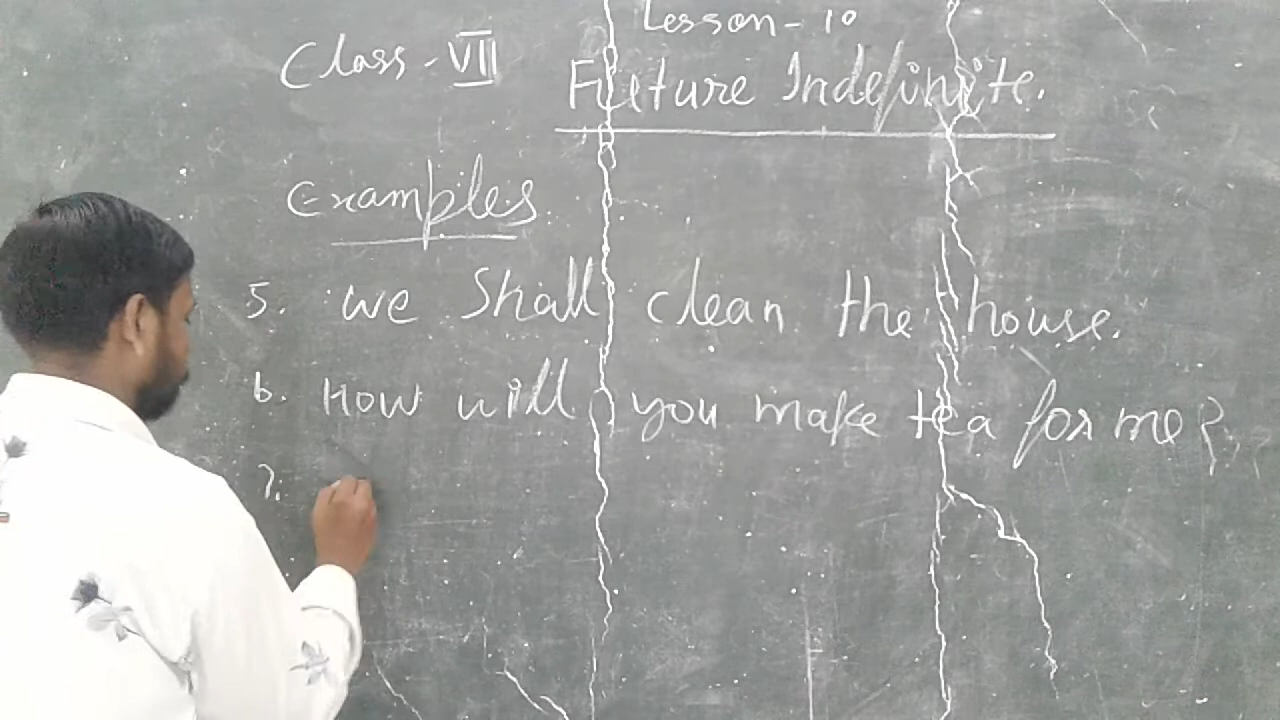 Lesson - 10
Class - VII
Future Indefinite.
Examples
5. we Shall clean the house.
6. How will you make tea for me?
7.